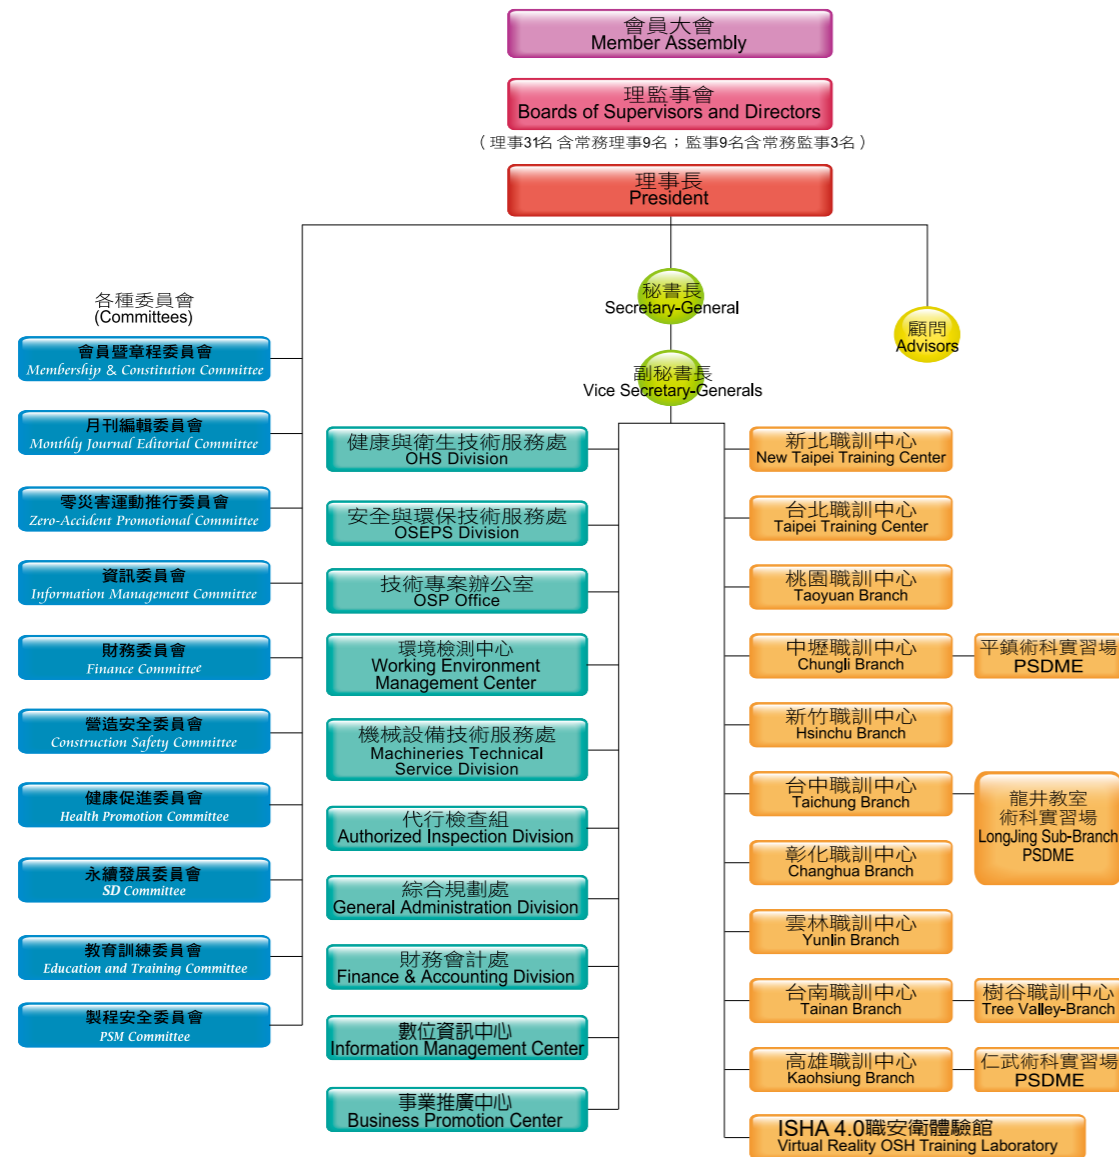 會員大會
Member Assembly
理監事會
Boards of Supervisors and Directors
(理事31名 含常務理事9名；監事9名含常務監事3名)
理事長
President
秘書長
Secretary-General
顧問
Advisors
副秘書長
Vice Secretary-Generals
各種委員會
(Committees)
會員暨章程委員會
Membership & Constitution Committee
月刊編輯委員會
Monthly Journal Editorial Committee
零災害運動推行委員會
Zero-Accident Promotional Committee
資訊委員會
Information Management Committee
財務委員會
Finance Committee
營造安全委員會
Construction Safety Committee
健康促進委員會
Health Promotion Committee
永續發展委員會
SD Committee
教育訓練委員會
Education and Training Committee
製程安全委員會
PSM Committee
健康與衛生技術服務處
OHS Division
安全與環保技術服務處
OSEPS Division
技術專案辦公室
OSP Office
環境檢測中心
Working Environment
Management Center
機械設備技術服務處
Machineries Technical
Service Division
代行檢查組
Authorized Inspection Division
綜合規劃處
General Administration Division
財務會計處
Finance & Accounting Division
數位資訊中心
Information Management Center
事業推廣中心
Business Promotion Center
新北職訓中心
New Taipei Training Center
台北職訓中心
Taipei Training Center
桃園職訓中心
Taoyuan Branch
中壢職訓中心
Chungli Branch
平鎮術科實習場
PSDME
新竹職訓中心
Hsinchu Branch
台中職訓中心
Taichung Branch
龍井教室
術科實習場
LongJing Sub-Branch
PSDME
彰化職訓中心
Changhua Branch
雲林職訓中心
Yunlin Branch
台南職訓中心
Tainan Branch
樹谷職訓中心
Tree Valley-Branch
高雄職訓中心
Kaohsiung Branch
仁武術科實習場
PSDME
ISHA 4.0職安衛體驗館
Virtual Reality OSH Training Laboratory